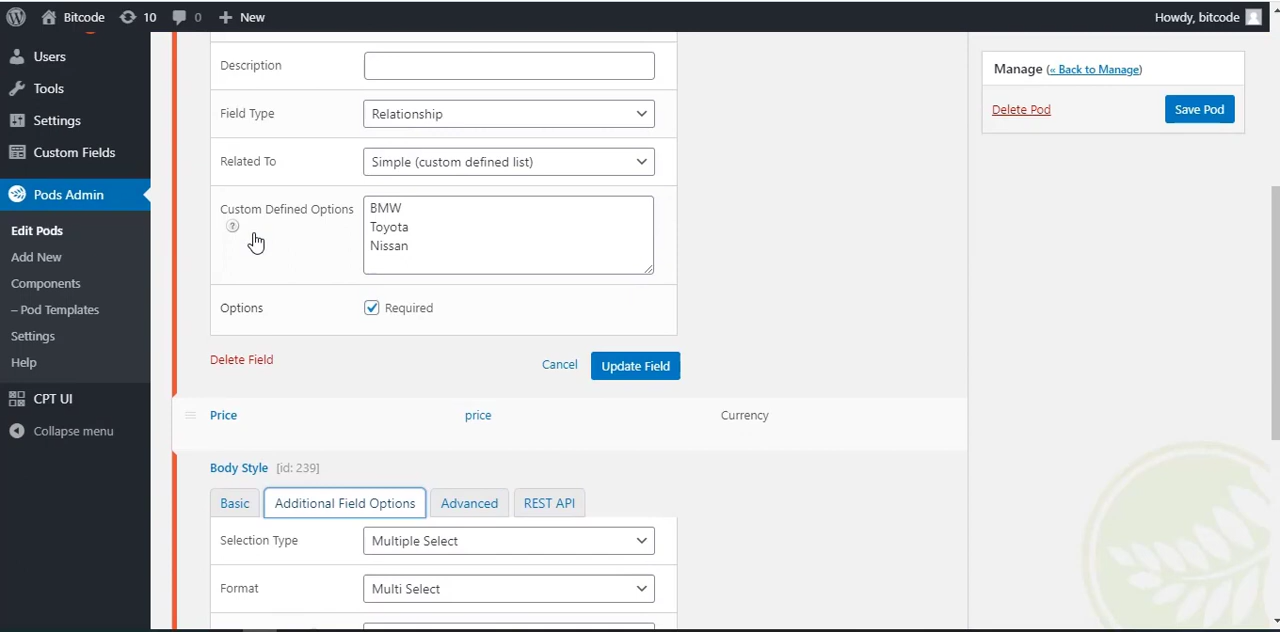 Bitcode 10 0 New Howdy, bitcode
Users
Tools
Settings
Custom Fields
Pods Admin
Edit Pods
Add New
Components
– Pod Templates
Settings
Help
CPT UI
Collapse menu
Description
Field Type Relationship
Related To Simple (custom defined list)
Custom Defined Options
?
BMW
Toyota
Nissan
Options Required
Delete Field Cancel Update Field
Price price Currency
Body Style [id: 239]
Basic Additional Field Options Advanced REST API
Selection Type Multiple Select
Format Multi Select
Manage (« Back to Manage)
Delete Pod Save Pod